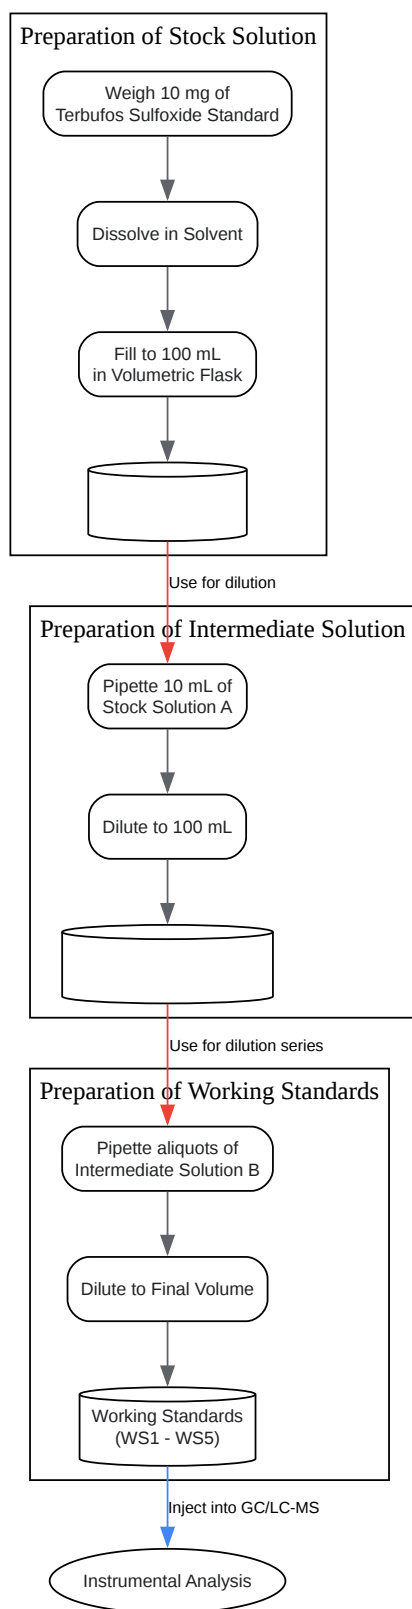 Preparation of Stock Solution
Weigh 10 mg of
Terbufos Sulfoxide Standard
Dissolve in Solvent
Fill to 100 mL
in Volumetric Flask
Use for dilution
Preparation of Intermediate Solution
Pipette 10 mL of
Stock Solution A
Dilute to 100 mL
Use for dilution series
Preparation of Working Standards
Pipette aliquots of
Intermediate Solution B
Dilute to Final Volume
Working Standards
(WS1 - WS5)
Inject into GC/LC-MS
Instrumental Analysis